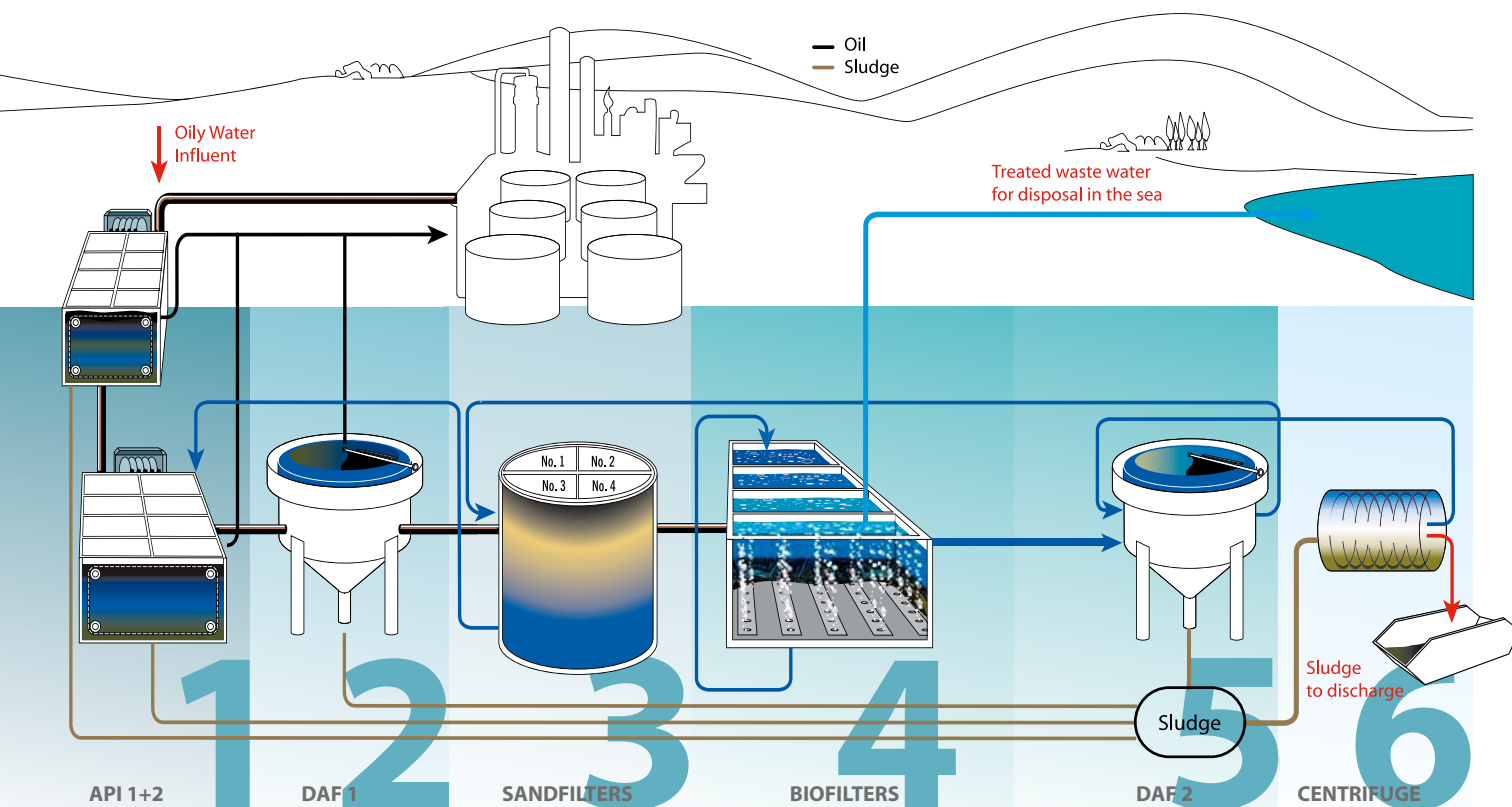 Oil
Sludge
Oily Water
Influent
Treated waste water
for disposal in the sea
No. 1
No. 2
No. 3
No. 4
Sludge
to discharge
Sludge
1
2
3
4
5
6
API 1+2
DAF 1
SANDFILTERS
BIOFILTERS
DAF 2
CENTRIFUGE